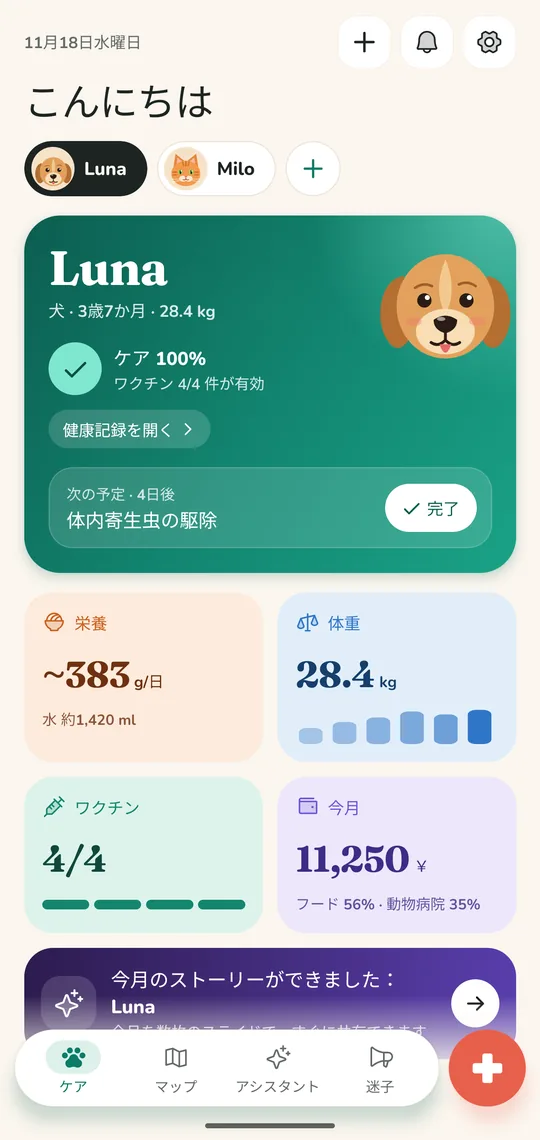 11月18日水曜日
こんにちは
Luna
Milo
Luna
犬 · 3歳7か月 · 28.4 kg
ケア 100%
ワクチン 4/4 件が有効
健康記録を開く
次の予定 · 4日後
体内寄生虫の駆除
完了
栄養
~383 g/日
水 約1,420 ml
体重
28.4 kg
ワクチン
4/4
今月
11,250 ¥
フード 56% · 動物病院 35%
今月のストーリーができました：
Luna
ケア
マップ
アシスタント
迷子